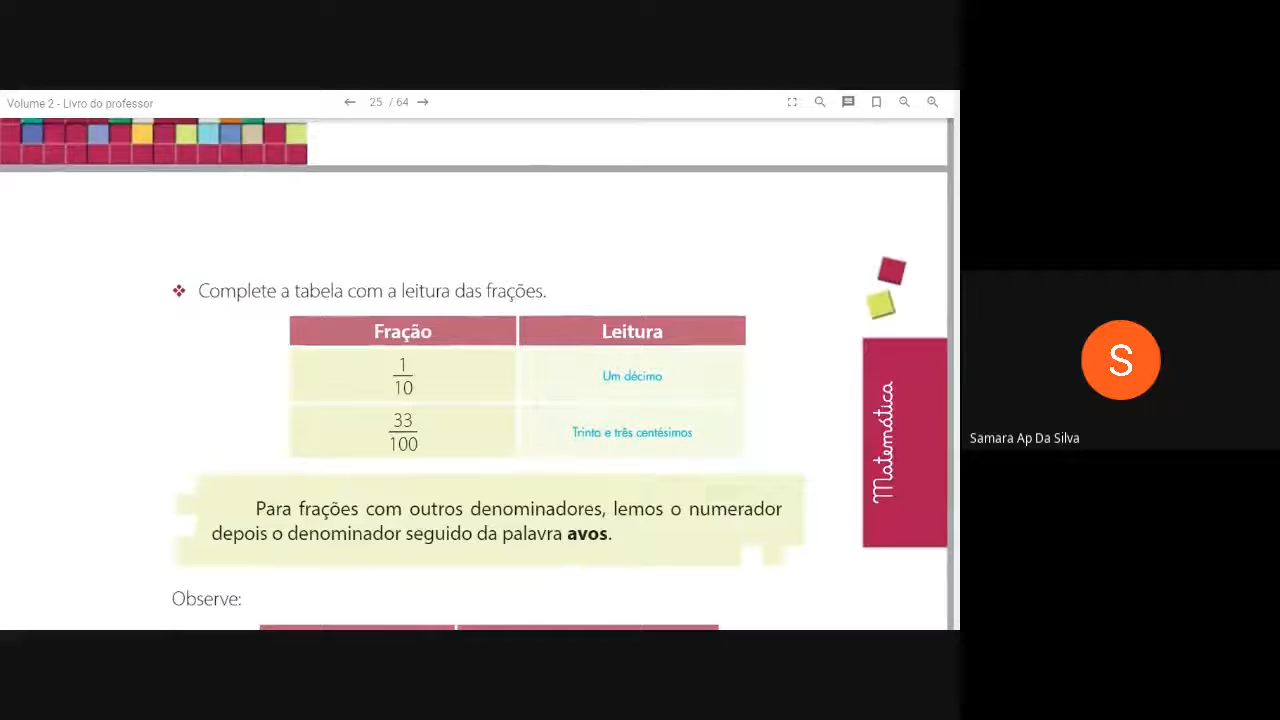 Volume 2 - Livro do professor
25 / 64
Complete a tabela com a leitura das frações.
Fração Leitura
1
10
Um décimo
33
100
Trinta e três centésimos
Para frações com outros denominadores, lemos o numerador
depois o denominador seguido da palavra avos.
Observe:
Matemática
S
Samara Ap Da Silva